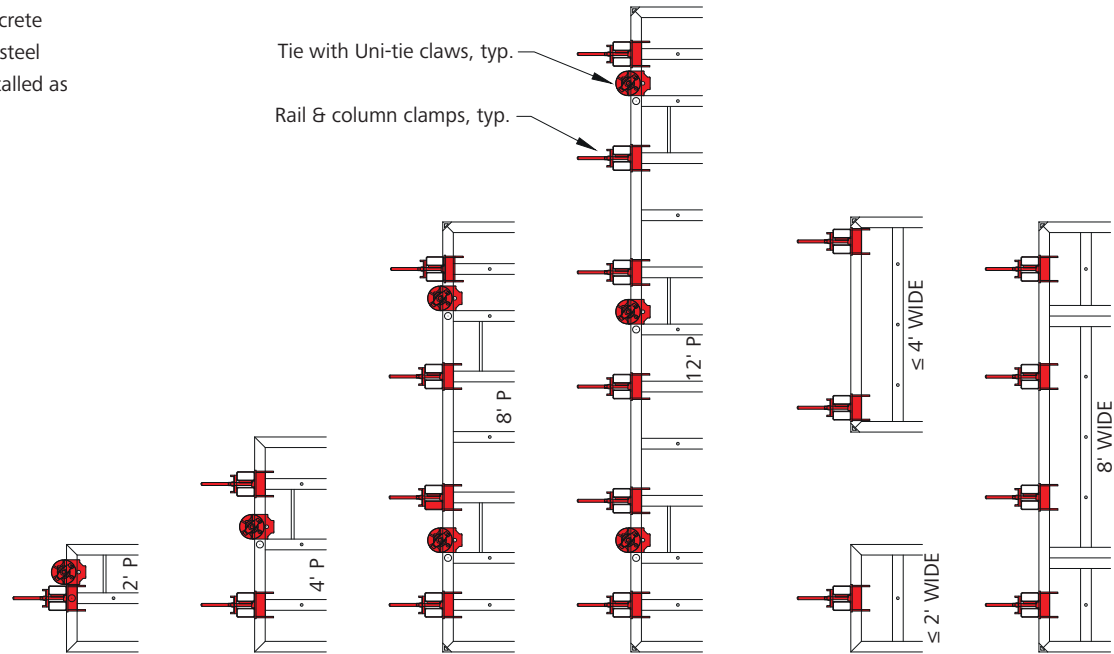 crete
steel
alled as
Tie with Uni-tie claws, typ.
Rail & column clamps, typ.
2' P
4' P
8' P
12' P
≤ 4' WIDE
≤ 2' WIDE
8' WIDE